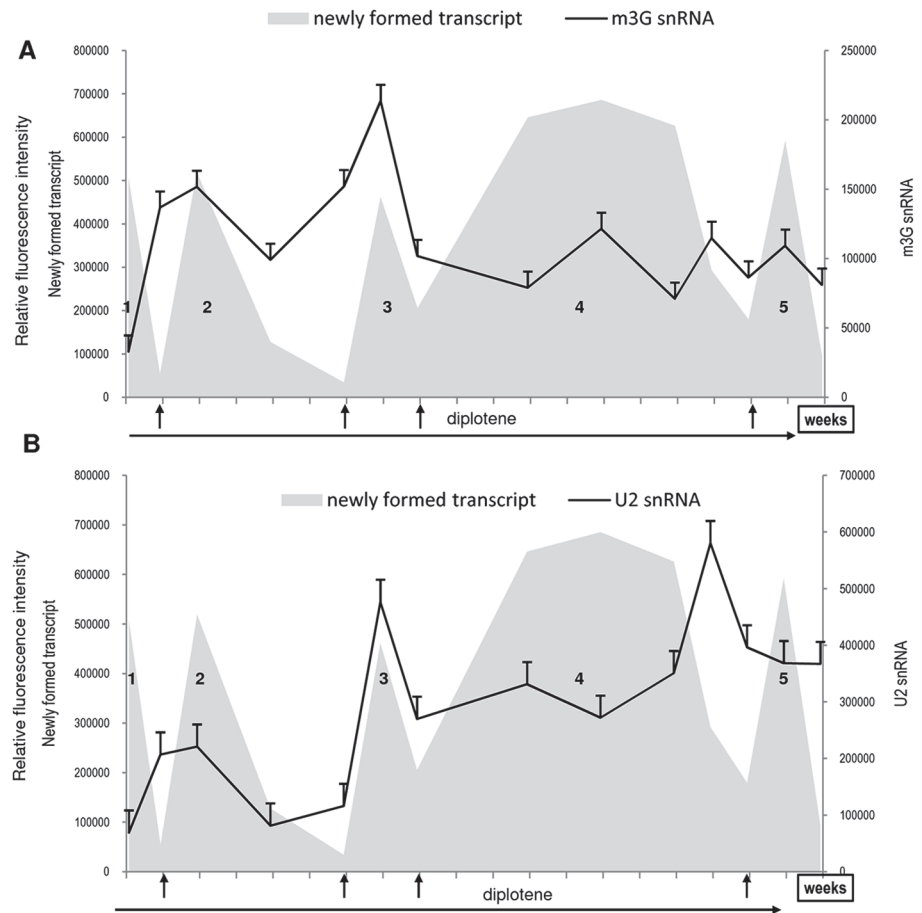 newly formed transcript m3G snRNA
A
800000 250000
700000
600000 200000
500000 150000
400000
300000 100000
200000
100000 50000
0 0
Relative fluorescence intensity
Newly formed transcript
m3G snRNA
1 2 3 4 5
diplotene
weeks
B
800000 700000
newly formed transcript U2 snRNA
700000 600000
600000 500000
500000 400000
400000
300000 300000
200000 200000
100000 100000
0 0
Relative fluorescence intensity
Newly formed transcript
U2 snRNA
1 2 3 4 5
diplotene
weeks